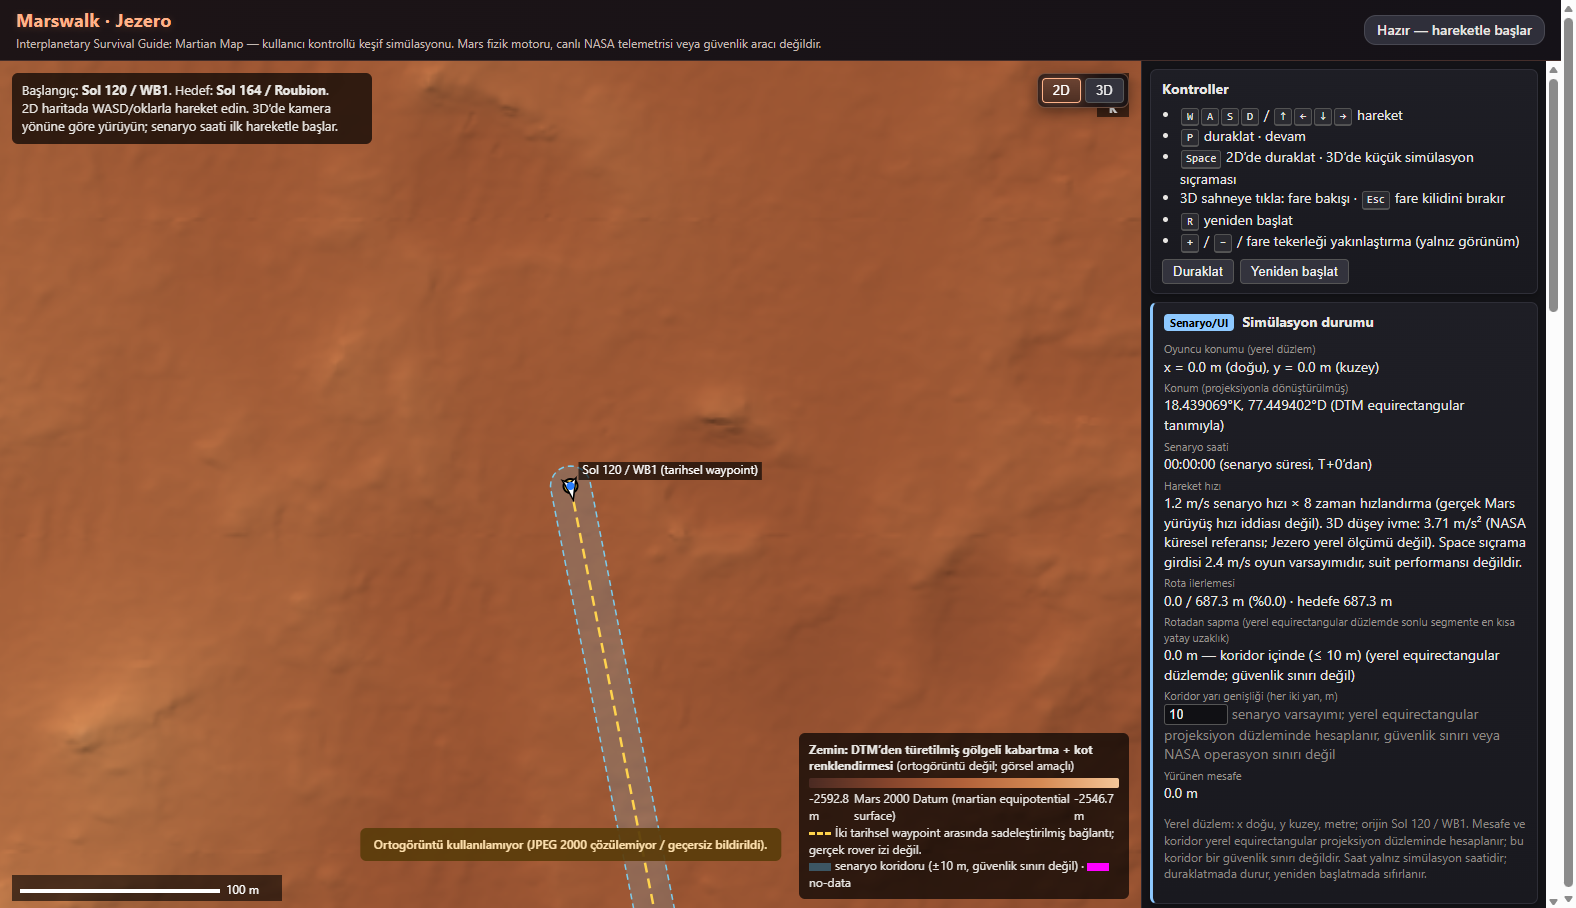 Marswalk · Jezero
Interplanetary Survival Guide: Martian Map — kullanıcı kontrollü keşif simülasyonu. Mars fizik motoru, canlı NASA telemetrisi veya güvenlik aracı değildir.
Hazır — hareketle başlar
Başlangıç: Sol 120 / WB1. Hedef: Sol 164 / Roubion.
2D haritada WASD/oklarla hareket edin. 3D'de kamera
yönüne göre yürüyün; senaryo saati ilk hareketle başlar.
2D 3D
K
Sol 120 / WB1 (tarihsel waypoint)
Ortogörüntü kullanılamıyor (JPEG 2000 çözülemiyor / geçersiz bildirildi).
100 m
Zemin: DTM'den türetilmiş gölgeli kabartma + kot
renklendirmesi (ortogörüntü değil; görsel amaçlı)
-2592.8 Mars 2000 Datum (martian equipotential -2546.7
m surface) m
İki tarihsel waypoint arasında sadeleştirilmiş bağlantı;
gerçek rover izi değil.
senaryo koridoru (±10 m, güvenlik sınırı değil) ·
no-data
Kontroller
W A S D / ↑ ← ↓ → hareket
P duraklat · devam
Space 2D'de duraklat · 3D'de küçük simülasyon
sıçraması
3D sahneye tıkla: fare bakışı · Esc fare kilidini bırakır
R yeniden başlat
+ / − / fare tekerleği yakınlaştırma (yalnız görünüm)
Duraklat Yeniden başlat
Senaryo/UI Simülasyon durumu
Oyuncu konumu (yerel düzlem)
x = 0.0 m (doğu), y = 0.0 m (kuzey)
Konum (projeksiyonla dönüştürülmüş)
18.439069°K, 77.449402°D (DTM equirectangular
tanımıyla)
Senaryo saati
00:00:00 (senaryo süresi, T+0'dan)
Hareket hızı
1.2 m/s senaryo hızı × 8 zaman hızlandırma (gerçek Mars
yürüyüş hızı iddiası değil). 3D düşey ivme: 3.71 m/s² (NASA
küresel referansı; Jezero yerel ölçümü değil). Space sıçrama
girdisi 2.4 m/s oyun varsayımıdır, suit performansı değildir.
Rota ilerlemesi
0.0 / 687.3 m (%0.0) · hedefe 687.3 m
Rotadan sapma (yerel equirectangular düzlemde sonlu segmente en kısa
yatay uzaklık)
0.0 m — koridor içinde (≤ 10 m) (yerel equirectangular
düzlemde; güvenlik sınırı değil)
Koridor yarı genişliği (her iki yan, m)
10 senaryo varsayımı; yerel equirectangular
projeksiyon düzleminde hesaplanır, güvenlik sınırı veya
NASA operasyon sınırı değil
Yürünen mesafe
0.0 m
Yerel düzlem: x doğu, y kuzey, metre; orijin Sol 120 / WB1. Mesafe ve
koridor yerel equirectangular projeksiyon düzleminde hesaplanır; bu
koridor bir güvenlik sınırı değildir. Saat yalnız simülasyon saatidir;
duraklatmada durur, yeniden başlatmada sıfırlanır.